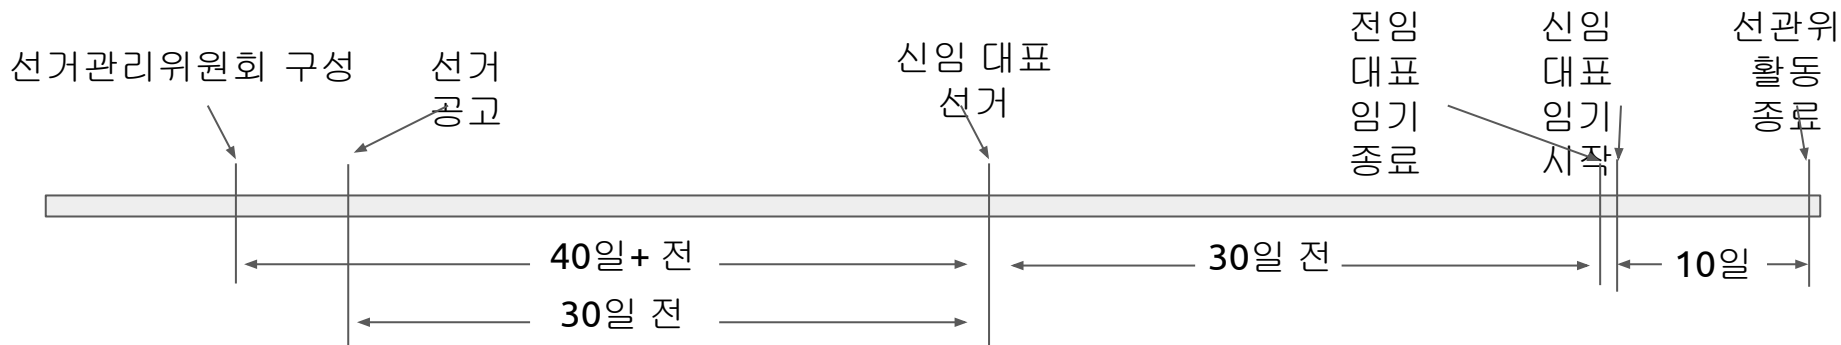 선거관리위원회 구성
선거
공고
신임 대표
선거
전임
대표
임기
종료
신임
대표
임기
시작
선관위
활동
종료
40일+ 전
30일 전
10일
30일 전